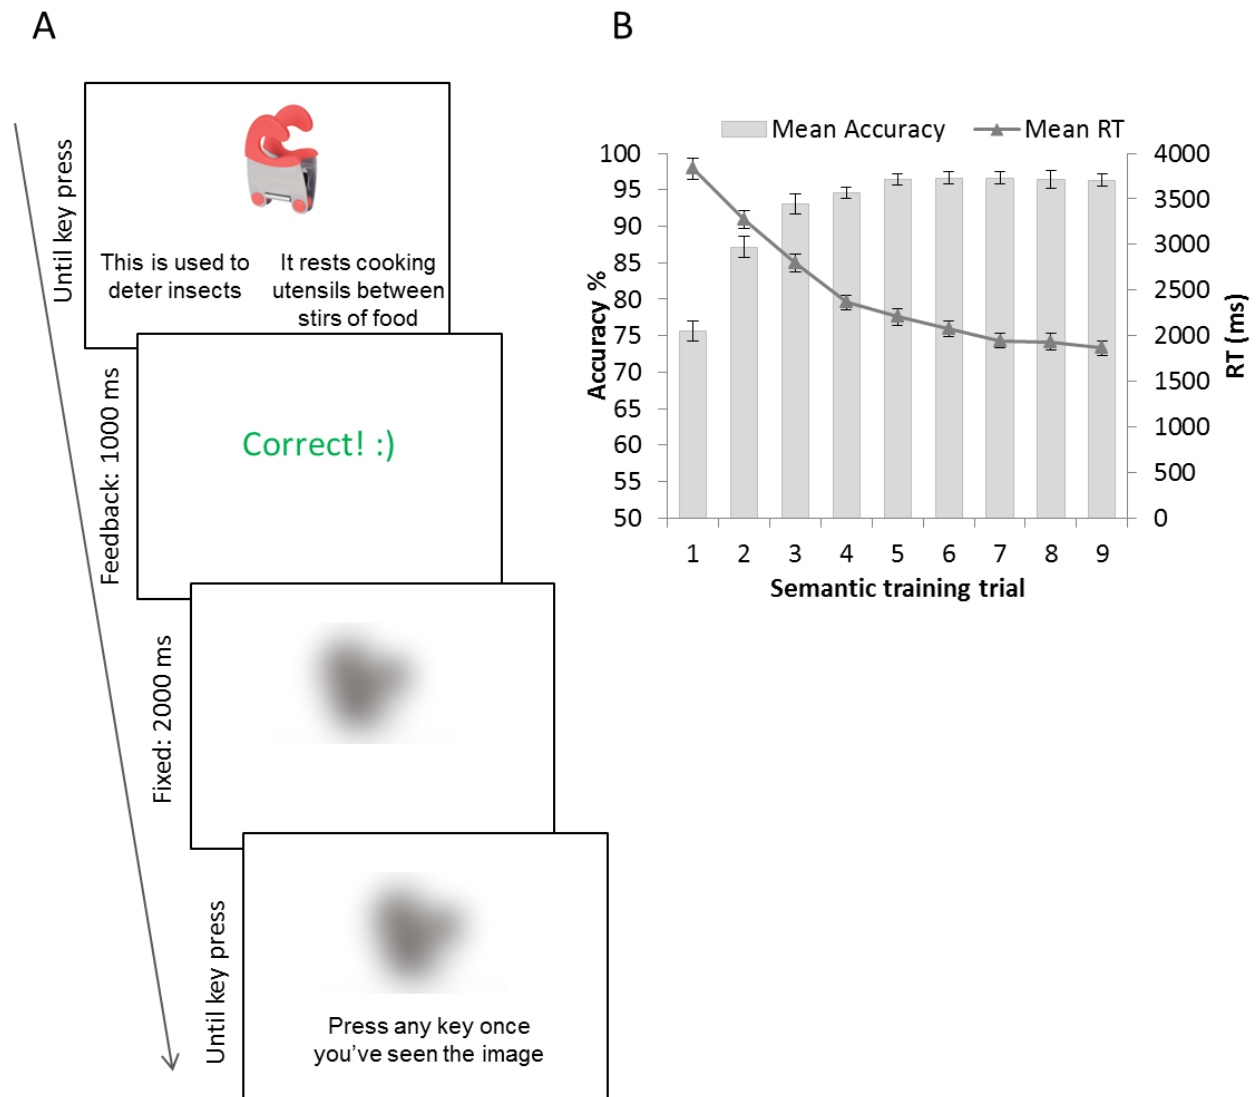 A
Until key press
This is used to
deter insects
It rests cooking
utensils between
stirs of food
Feedback: 1000 ms
Correct! :)
Fixed: 2000 ms
Until key press
Press any key once
you've seen the image
B
Mean Accuracy
Mean RT
Accuracy %
100
95
90
85
80
75
70
65
60
55
50
4000
3500
3000
2500
2000
1500
1000
500
0
RT (ms)
1 2 3 4 5 6 7 8 9
Semantic training trial